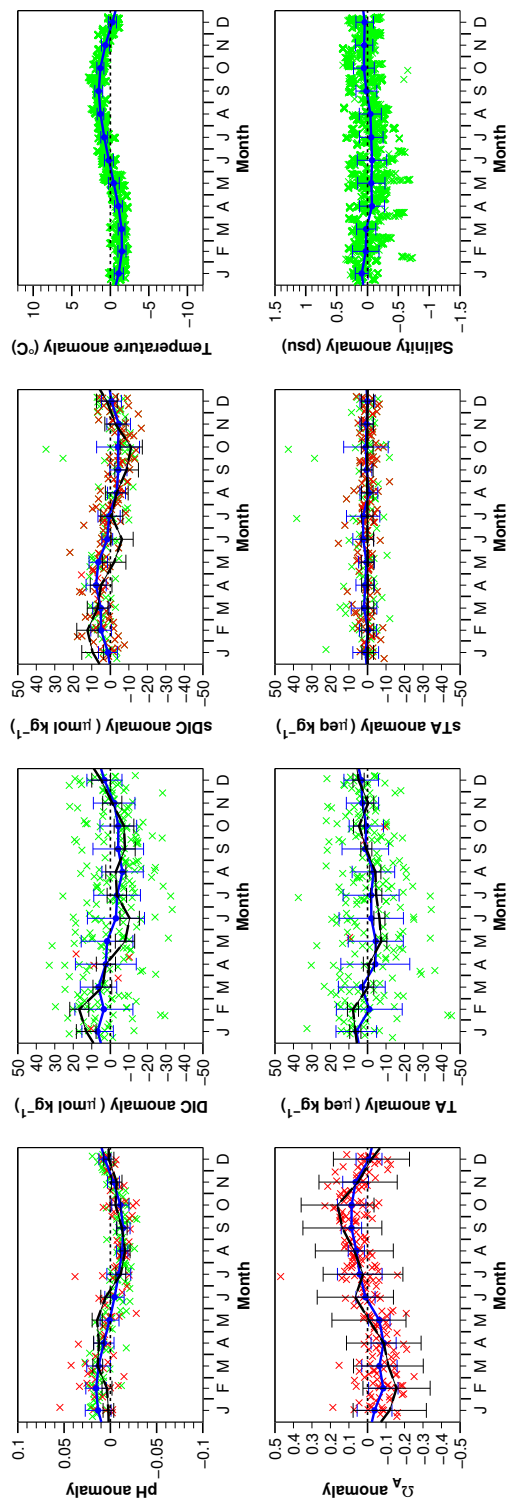 pH anomaly
0.1
0.05
0
−0.05
−0.1
J F M A M J J A S O N D
Month
DIC anomaly ( μmol kg⁻¹)
50
40
30
20
10
0
−10
−20
−30
−40
−50
J F M A M J J A S O N D
Month
sDIC anomaly ( μmol kg⁻¹)
50
40
30
20
10
0
−10
−20
−30
−40
−50
J F M A M J J A S O N D
Month
Temperature anomaly (°C)
10
0
−10
J F M A M J J A S O N D
Month
Ω_A anomaly
0.5
0.4
0.3
0.2
0.1
0
−0.1
−0.2
−0.3
−0.4
−0.5
J F M A M J J A S O N D
Month
TA anomaly ( μeq kg⁻¹)
50
40
30
20
10
0
−10
−20
−30
−40
−50
J F M A M J J A S O N D
Month
sTA anomaly ( μeq kg⁻¹)
50
40
30
20
10
0
−10
−20
−30
−40
−50
J F M A M J J A S O N D
Month
Salinity anomaly (psu)
1.5
1
0.5
0
−0.5
−1
−1.5
J F M A M J J A S O N D
Month